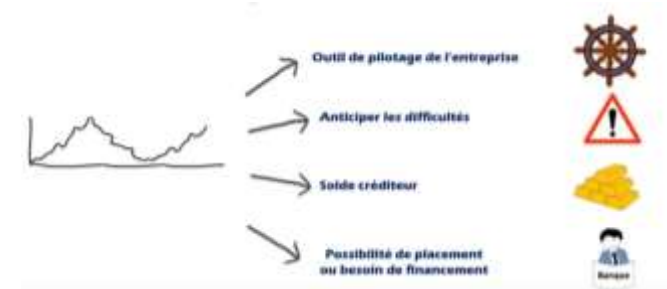 Outil de pilotage de l'entreprise
Anticiper les difficultés
Solde créditeur
Possibilité de placement
ou besoin de financement
Banque